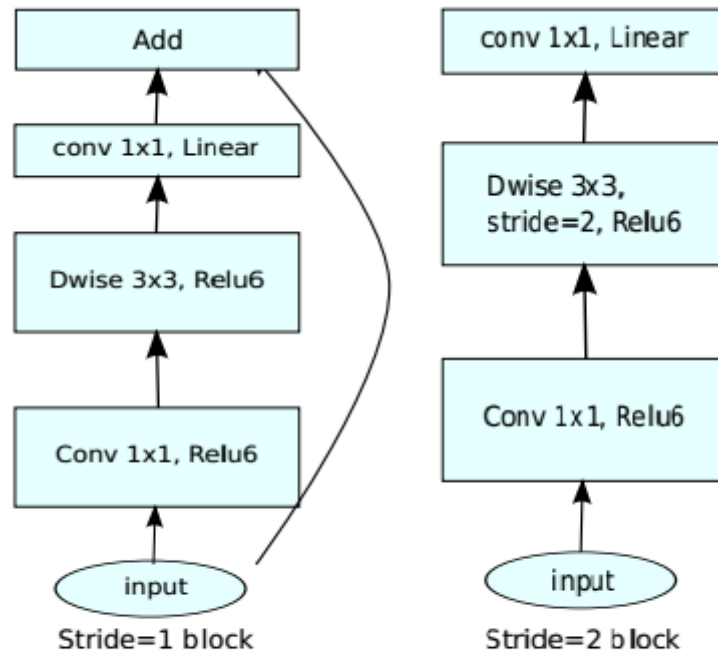 Add
conv 1x1, Linear
Dwise 3x3, Relu6
Conv 1x1, Relu6
input
Stride=1 block
conv 1x1, Linear
Dwise 3x3,
stride=2, Relu6
Conv 1x1, Relu6
input
Stride=2 block